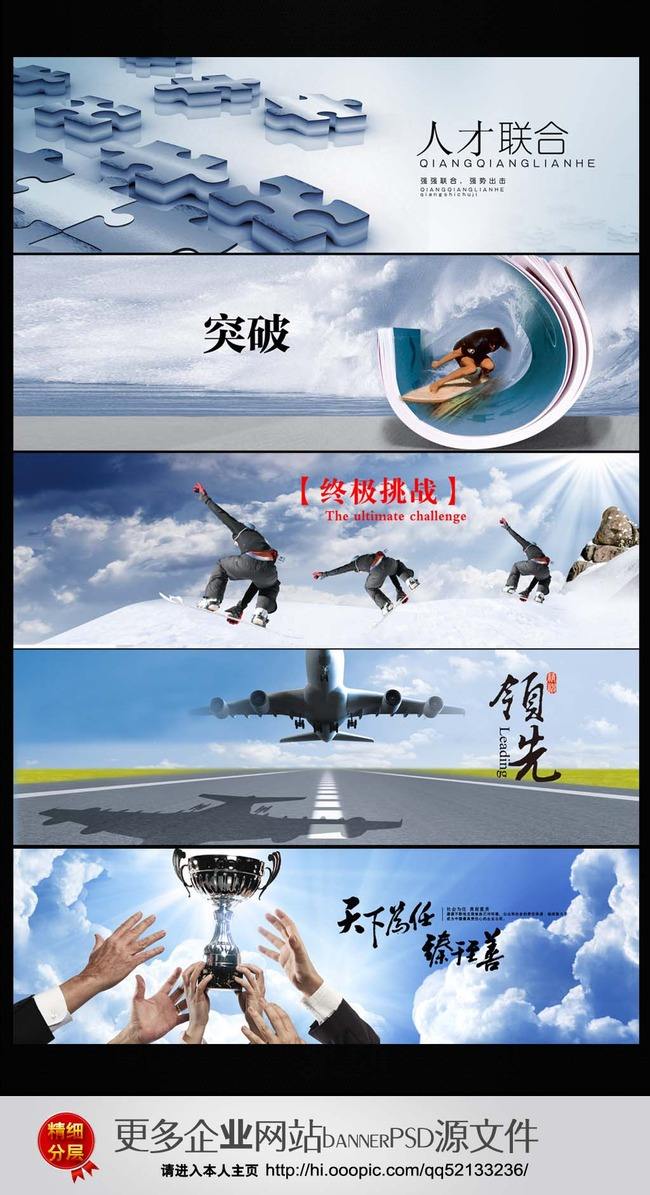 人才联合
QIANGQIANGLIANHE
强强联合，强势出击
QIANGQIANGLIANHE
qiangshichuji
突破
【终极挑战】
The ultimate challenge
領先
Leading
天下為任
臻于至善
精细
分层
更多企业网站bannerPSD源文件
请进入本人主页 http://hi.ooopic.com/qq52133236/